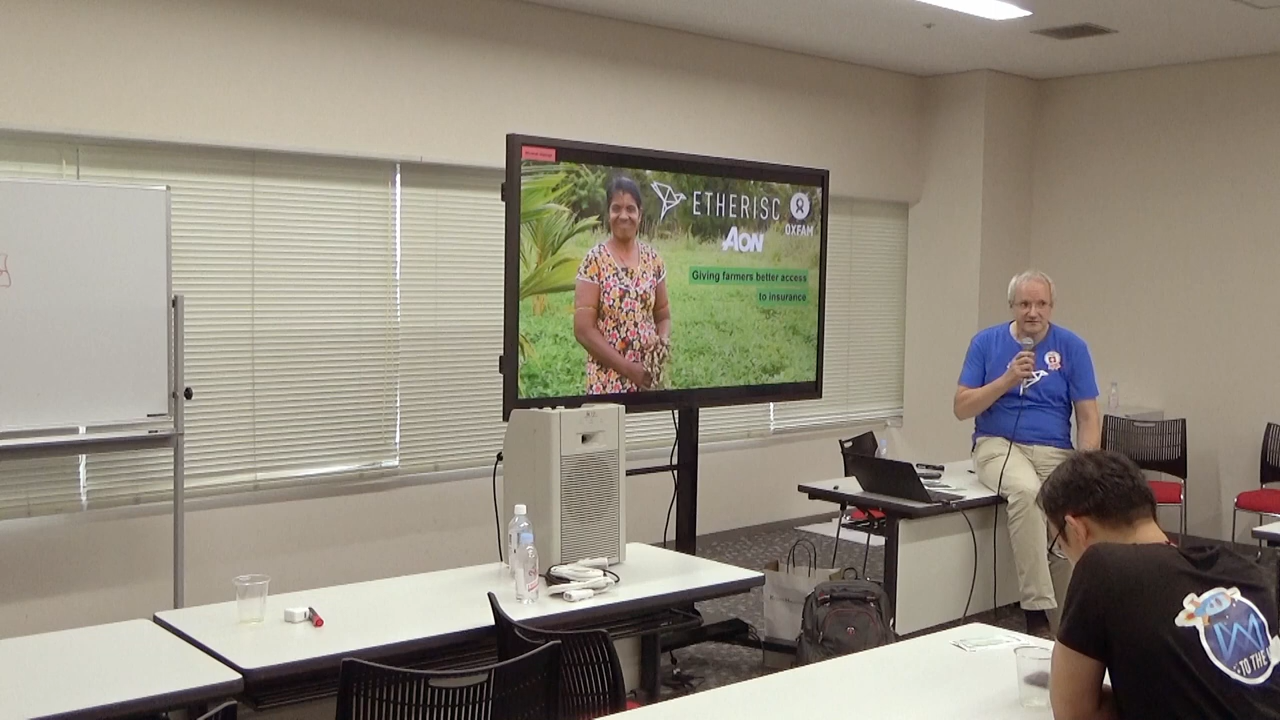 ETHERISC
OXFAM
AON
Giving farmers better access
to insurance